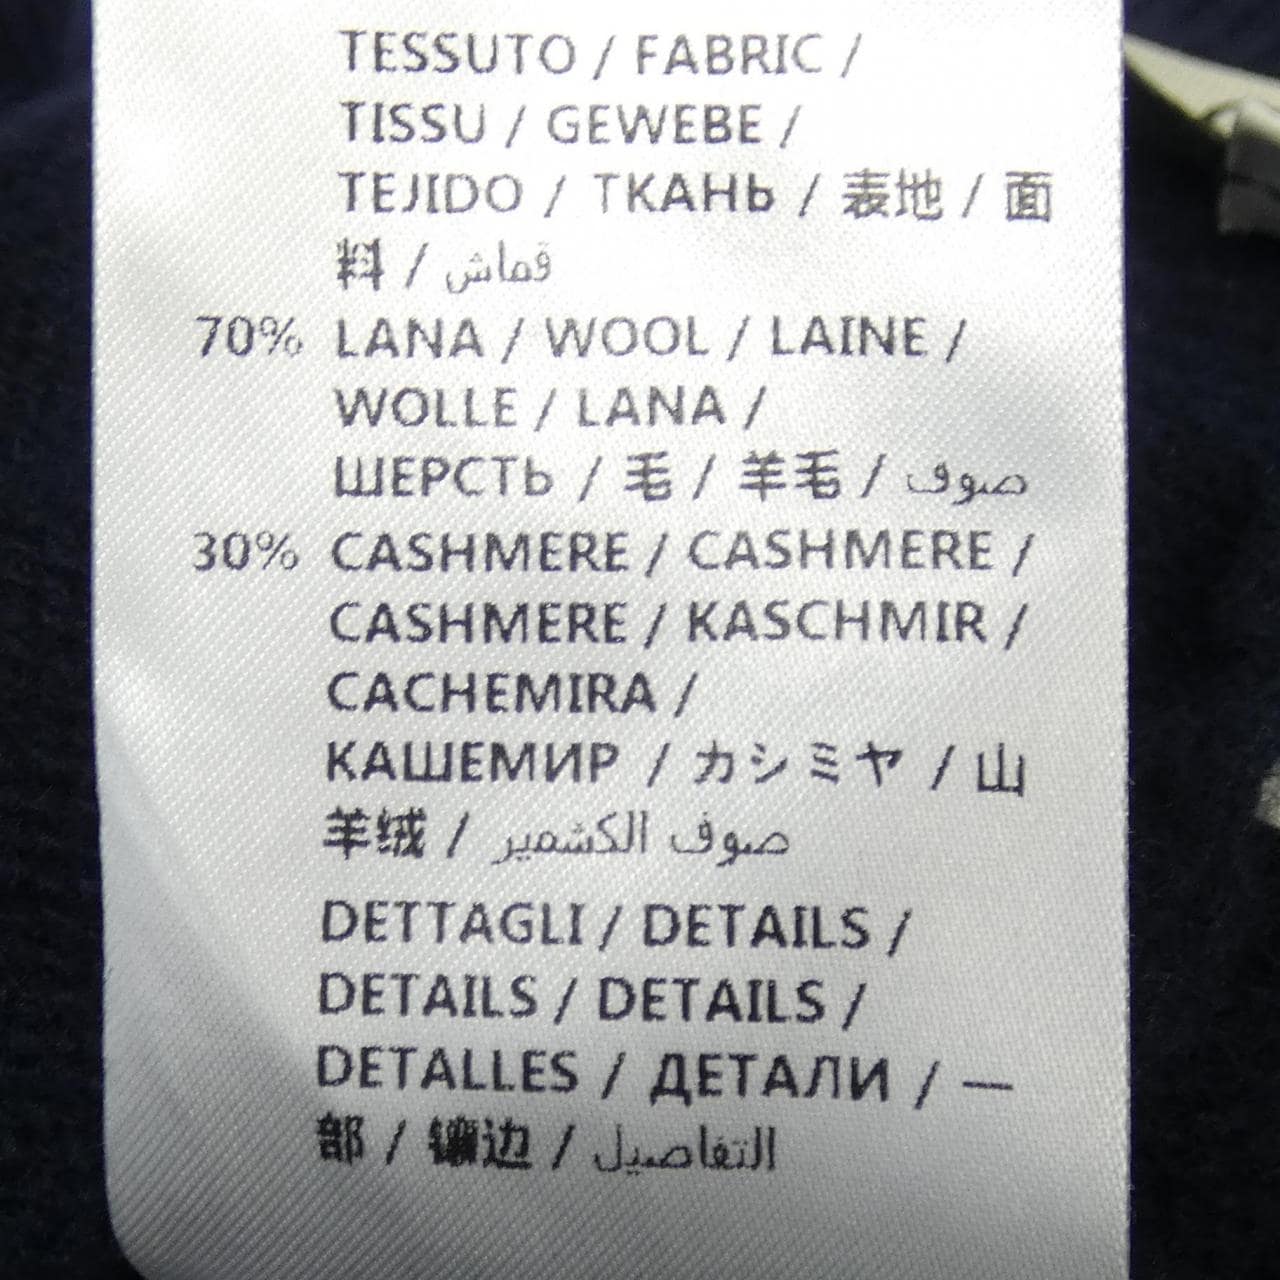 TESSUTO / FABRIC /
TISSU / GEWEBE /
TEJIDO / ТКАНЬ / 表地 / 面
料 / قماش
70% LANA / WOOL / LAINE /
WOLLE / LANA /
ШЕРСТЬ / 毛 / 羊毛 / صوف
30% CASHMERE / CASHMERE /
CASHMERE / KASCHMIR /
CACHEMIRA /
КАШЕМИР / カシミヤ / 山
羊绒 / صوف الكشمير
DETTAGLI / DETAILS /
DETAILS / DETAILS /
DETALLES / ДЕТАЛИ / 一
部 / 镶边 / التفاصيل